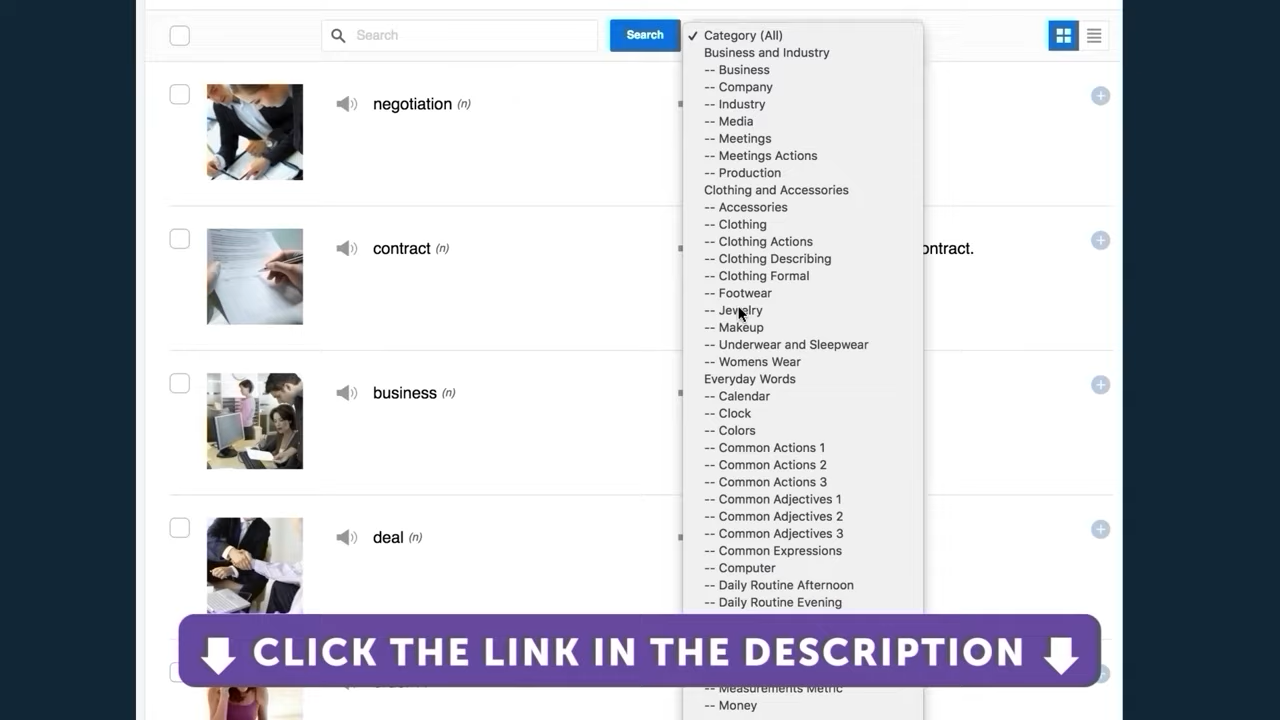 Search
Search
Category (All)
Business and Industry
-- Business
-- Company
-- Industry
-- Media
-- Meetings
-- Meetings Actions
-- Production
Clothing and Accessories
-- Accessories
-- Clothing
-- Clothing Actions
-- Clothing Describing
-- Clothing Formal
-- Footwear
-- Jewelry
-- Makeup
-- Underwear and Sleepwear
-- Womens Wear
Everyday Words
-- Calendar
-- Clock
-- Colors
-- Common Actions 1
-- Common Actions 2
-- Common Actions 3
-- Common Adjectives 1
-- Common Adjectives 2
-- Common Adjectives 3
-- Common Expressions
-- Computer
-- Daily Routine Afternoon
-- Daily Routine Evening
-- Measurements Metric
-- Money
negotiation (n)
contract (n)
ontract.
business (n)
deal (n)
CLICK THE LINK IN THE DESCRIPTION